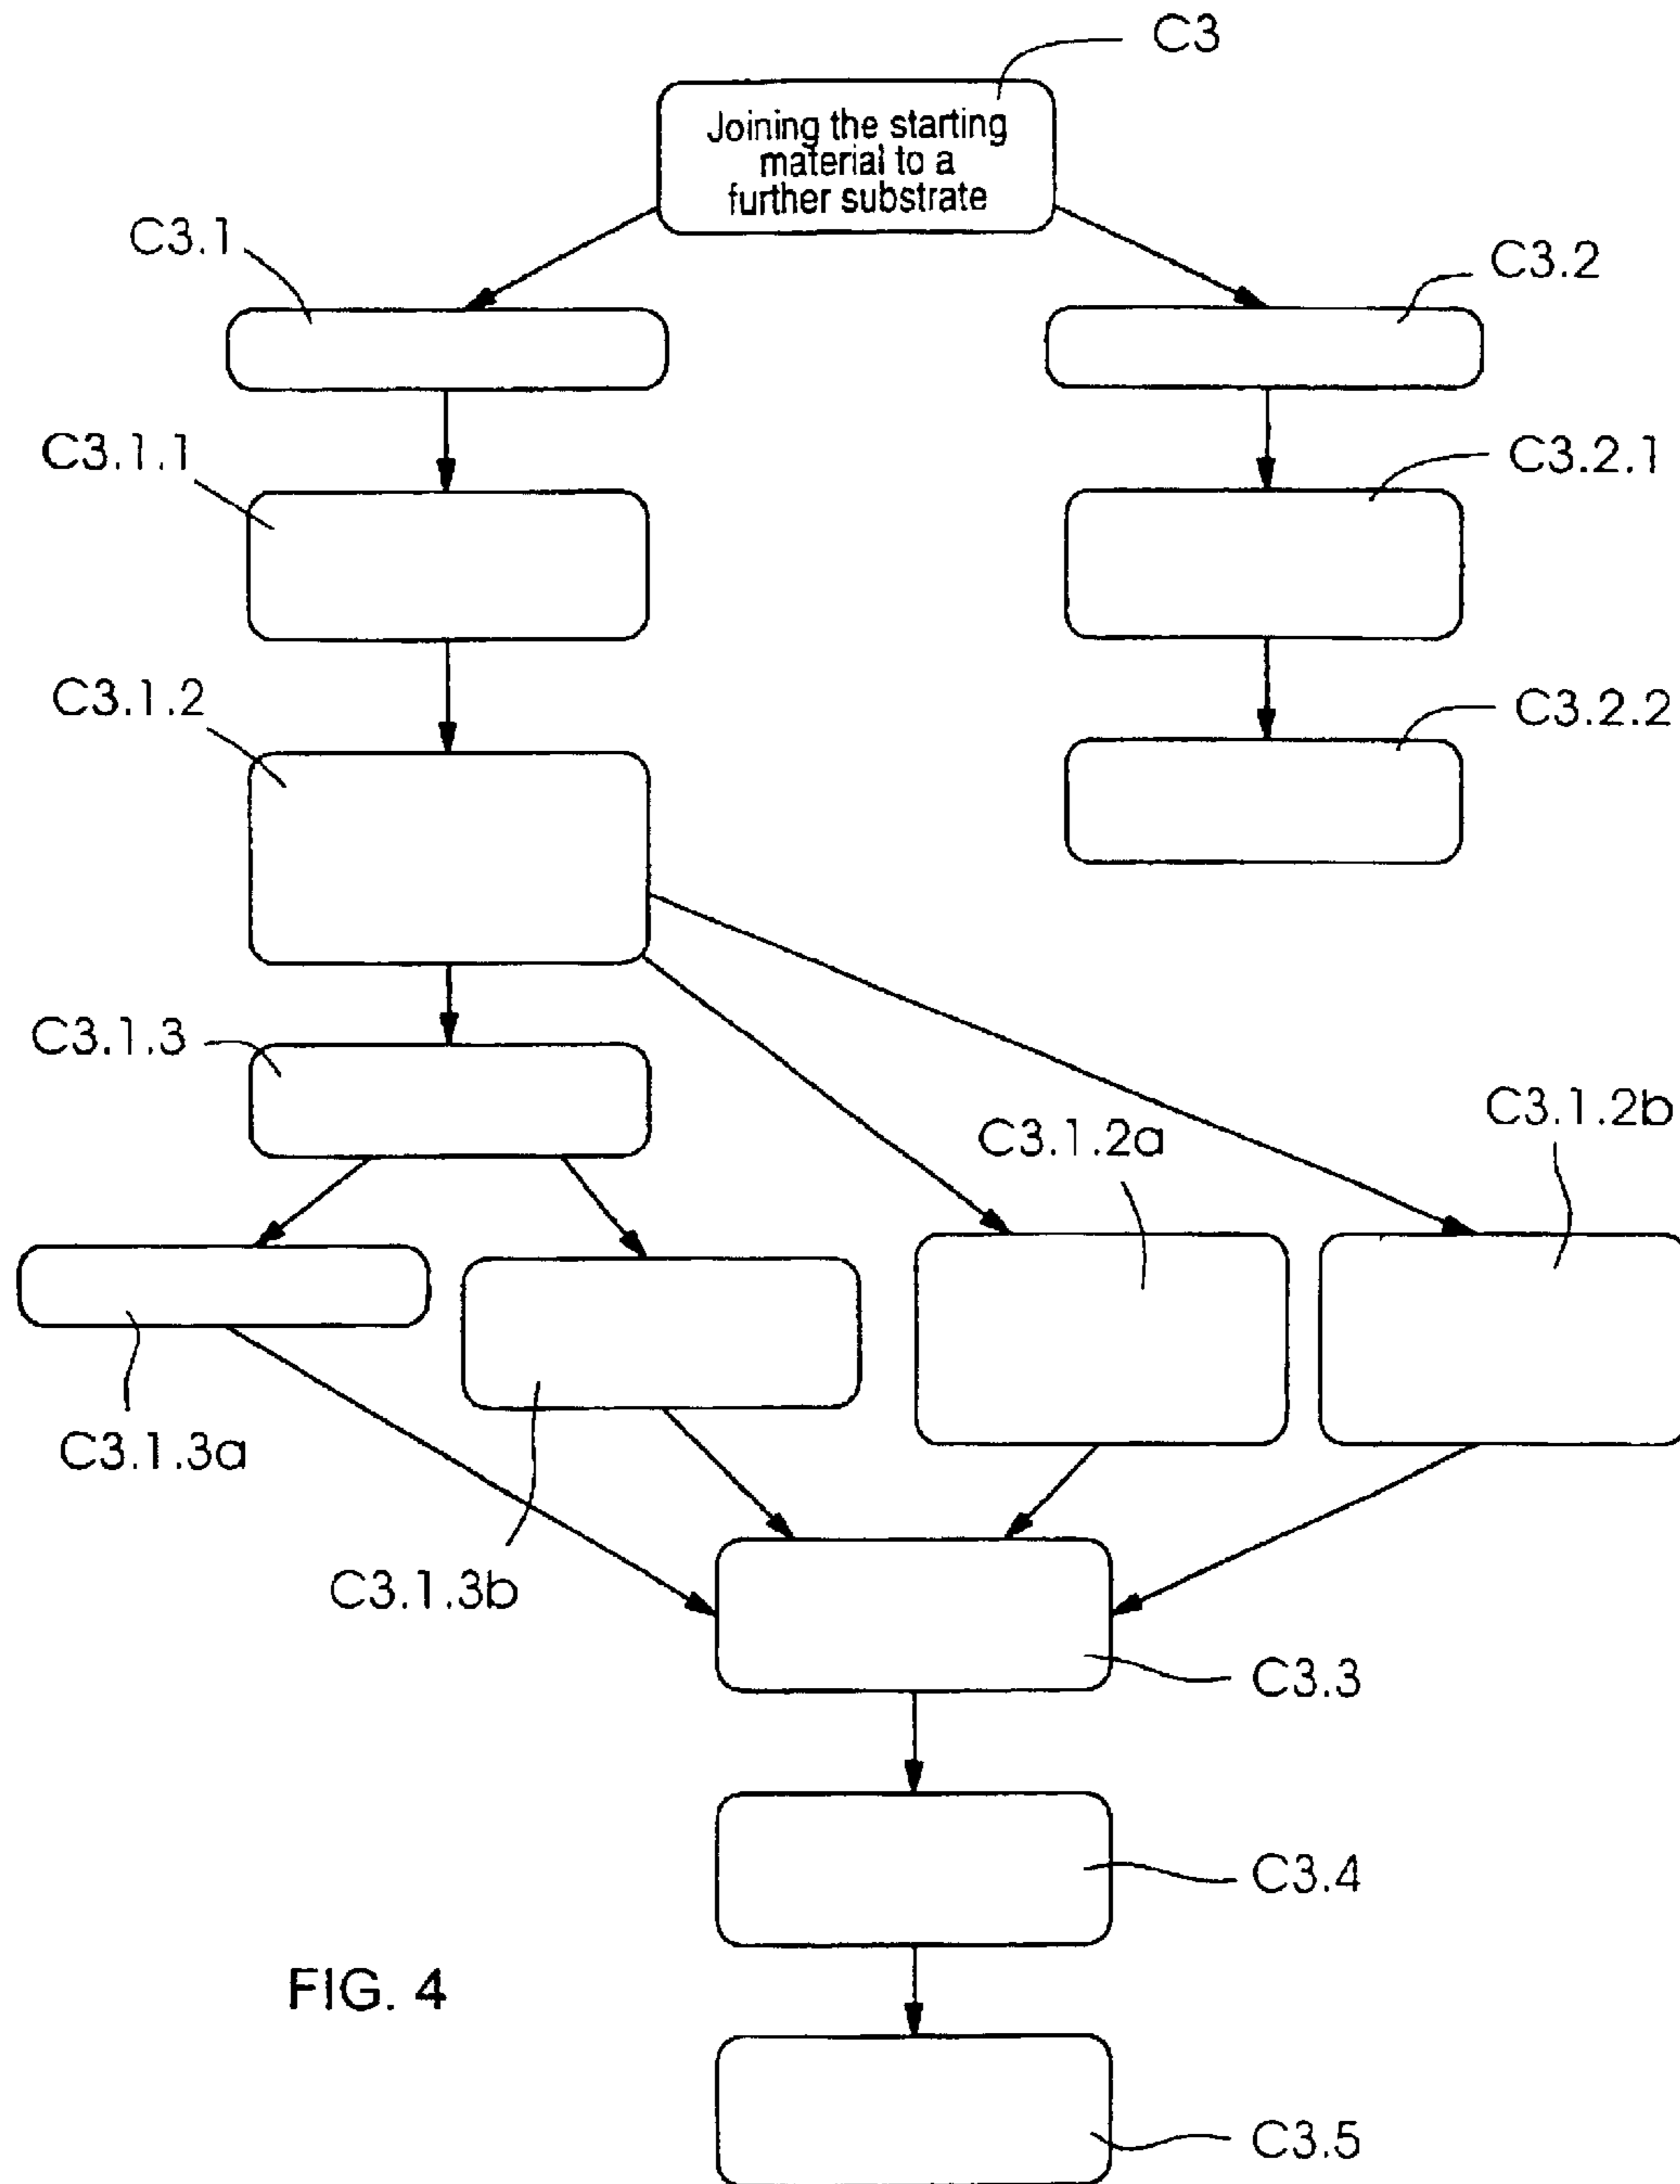 C3
Joining the starting
material to a
further substrate
C3.1
C3.2
C3.1.1
C3.2.1
C3.1.2
C3.2.2
C3.1.3
C3.1.2b
C3.1.2a
C3.1.3a
C3.1.3b
C3.3
C3.4
FIG. 4
C3.5